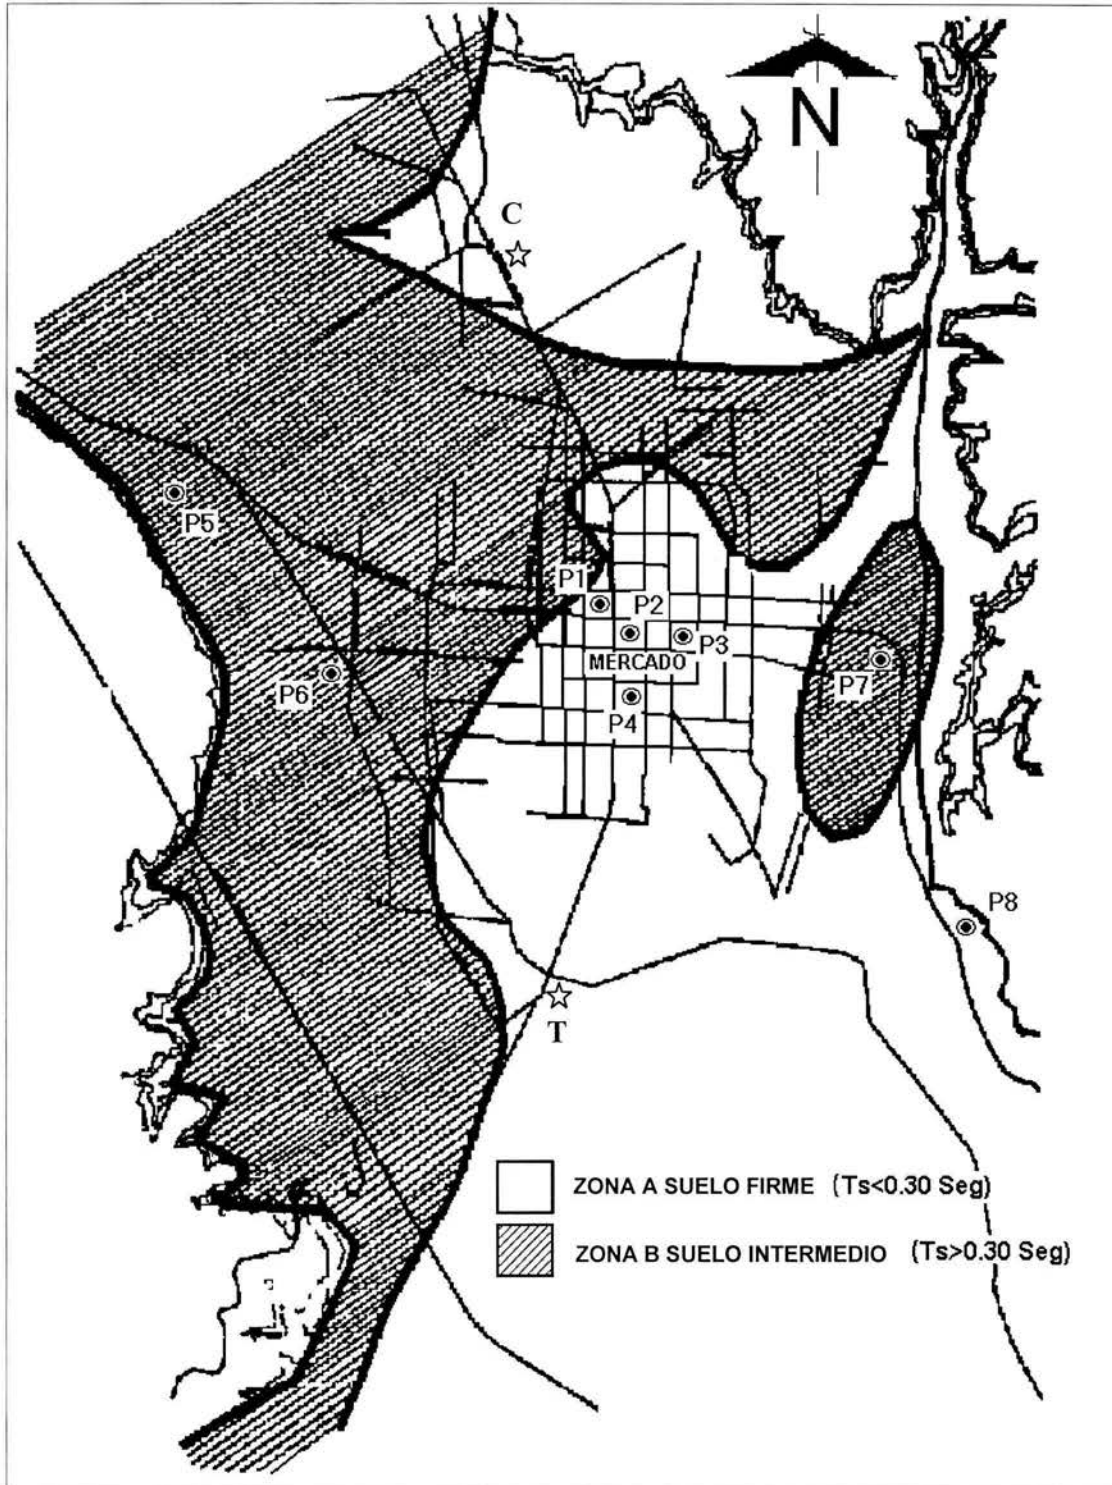 N
C
P5
P1
P2
P3
MERCADO
P6
P7
P4
P8
T
ZONA A SUELO FIRME (Ts<0.30 Seg)
ZONA B SUELO INTERMEDIO (Ts>0.30 Seg)